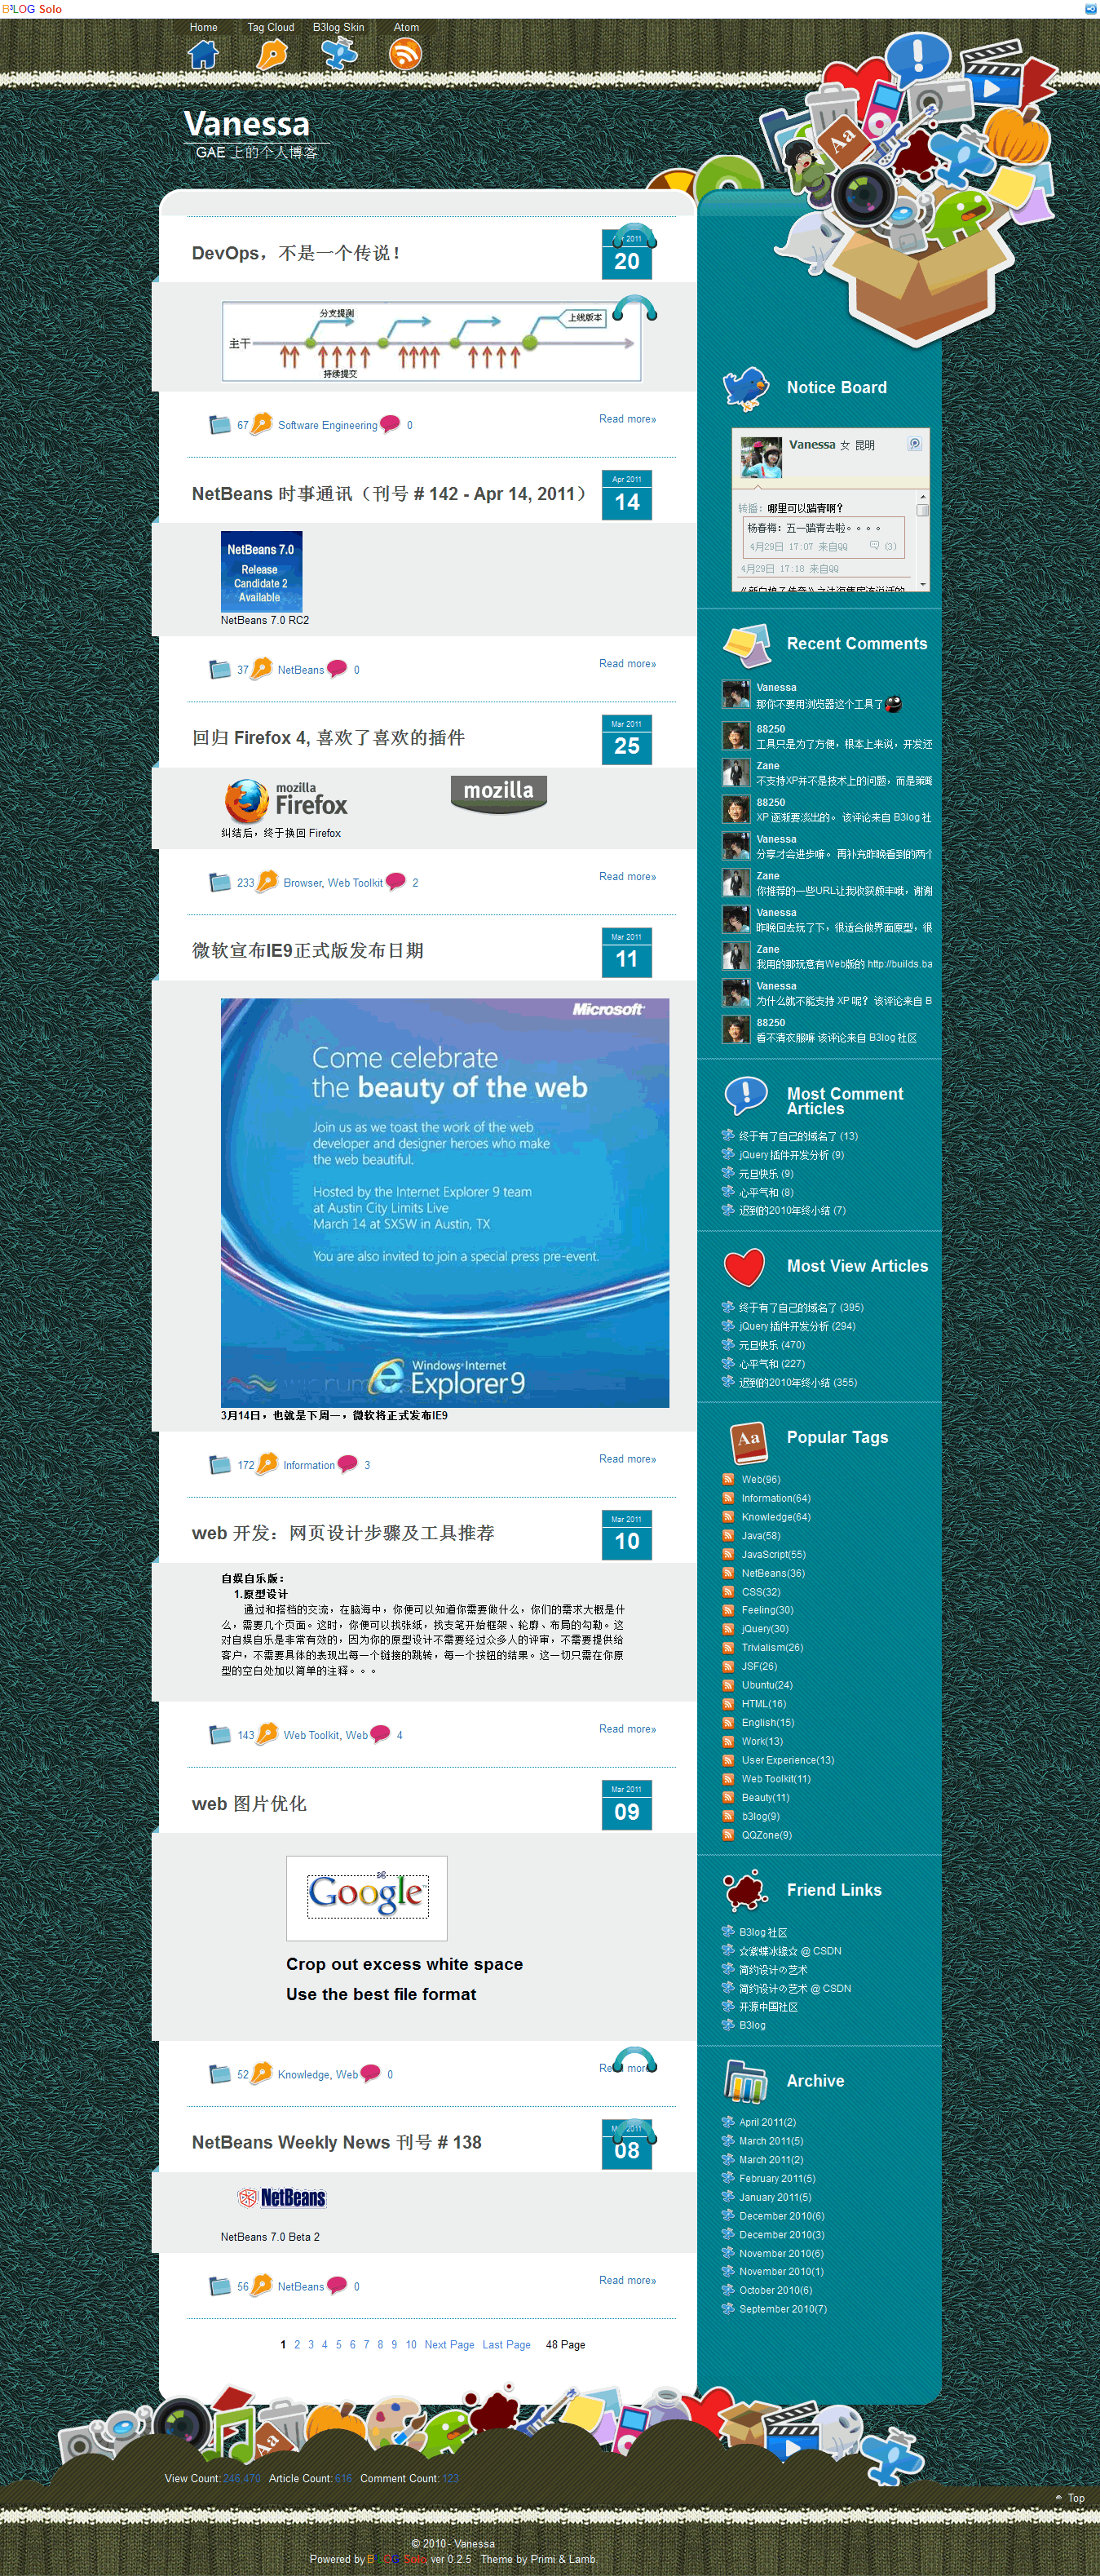 B3LOG Solo
Home Tag Cloud B3log Skin Atom
Vanessa
GAE 上的个人博客
DevOps，不是一个传说！
2011
20
分支提测
上线版本
主干
持续提交
67 Software Engineering 0
Read more»
NetBeans 时事通讯（刊号 # 142 - Apr 14, 2011）
Apr 2011
14
NetBeans 7.0
Release
Candidate 2
Available
NetBeans 7.0 RC2
37 NetBeans 0
Read more»
回归 Firefox 4, 喜欢了喜欢的插件
Mar 2011
25
mozilla
Firefox
mozilla
纠结后，终于换回 Firefox
233 Browser, Web Toolkit 2
Read more»
微软宣布IE9正式版发布日期
Mar 2011
11
Microsoft
Come celebrate
the beauty of the web
Join us as we toast the work of the web
developer and designer heroes who make
the web beautiful.
Hosted by the Internet Explorer 9 team
at Austin City Limits Live
March 14 at SXSW in Austin, TX
You are also invited to join a special press pre-event.
Windows Internet
Explorer 9
3月14日，也就是下周一，微软将正式发布IE9
172 Information 3
Read more»
web 开发：网页设计步骤及工具推荐
Mar 2011
10
自娱自乐版：
1.原型设计
通过和搭档的交流，在脑海中，你便可以知道你需要做什么，你们的需求大概是什
么，需要几个页面。这时，你便可以找张纸，找支笔开始框架、轮廓、布局的勾勒。这
对自娱自乐是非常有效的，因为你的原型设计不需要经过众多人的评审，不需要提供给
客户，不需要具体的表现出每一个链接的跳转，每一个按钮的结果。这一切只需在你原
型的空白处加以简单的注释。。。
143 Web Toolkit, Web 4
Read more»
web 图片优化
Mar 2011
09
Google
Crop out excess white space
Use the best file format
52 Knowledge, Web 0
Read more
NetBeans Weekly News 刊号 # 138
2011
08
NetBeans
NetBeans 7.0 Beta 2
56 NetBeans 0
Read more»
1 2 3 4 5 6 7 8 9 10 Next Page Last Page 48 Page
Aa
Notice Board
Vanessa 女 昆明
转播：哪里可以踏青啊？
杨春梅：五一踏青去啦。。。。
4月29日 17:07 来自QQ (3)
4月29日 17:18 来自QQ
Recent Comments
Vanessa
那你不要用浏览器这个工具了
88250
工具只是为了方便，根本上来说，开发还
Zane
不支持XP并不是技术上的问题，而是策略
88250
XP 逐渐要淡出的。 该评论来自 B3log 社
Vanessa
分享才会进步嘛。 再补充昨晚看到的两个
Zane
你推荐的一些URL让我收获颇丰哦，谢谢
Vanessa
昨晚回去玩了下，很适合做界面原型，很
Zane
我用的那玩意有Web版的 http://builds.ba
Vanessa
为什么就不能支持 XP 呢？ 该评论来自 B
88250
看不清衣服嘛 该评论来自 B3log 社区
Most Comment
Articles
终于有了自己的域名了 (13)
jQuery 插件开发分析 (9)
元旦快乐 (9)
心平气和 (8)
迟到的2010年终小结 (7)
Most View Articles
终于有了自己的域名了 (395)
jQuery 插件开发分析 (294)
元旦快乐 (470)
心平气和 (227)
迟到的2010年终小结 (355)
Aa
Popular Tags
Web(96)
Information(64)
Knowledge(64)
Java(58)
JavaScript(55)
NetBeans(36)
CSS(32)
Feeling(30)
jQuery(30)
Trivialism(26)
JSF(26)
Ubuntu(24)
HTML(16)
English(15)
Work(13)
User Experience(13)
Web Toolkit(11)
Beauty(11)
b3log(9)
QQZone(9)
Friend Links
B3log 社区
☆紫蝶冰缘☆ @ CSDN
简约设计の艺术
简约设计の艺术 @ CSDN
开源中国社区
B3log
Archive
April 2011(2)
March 2011(5)
March 2011(2)
February 2011(5)
January 2011(5)
December 2010(6)
December 2010(3)
November 2010(6)
November 2010(1)
October 2010(6)
September 2010(7)
Aa
View Count: 246,470 Article Count: 616 Comment Count: 123
Top
© 2010 - Vanessa
Powered by B3LOG Solo, ver 0.2.5 Theme by Primi & Lamb.